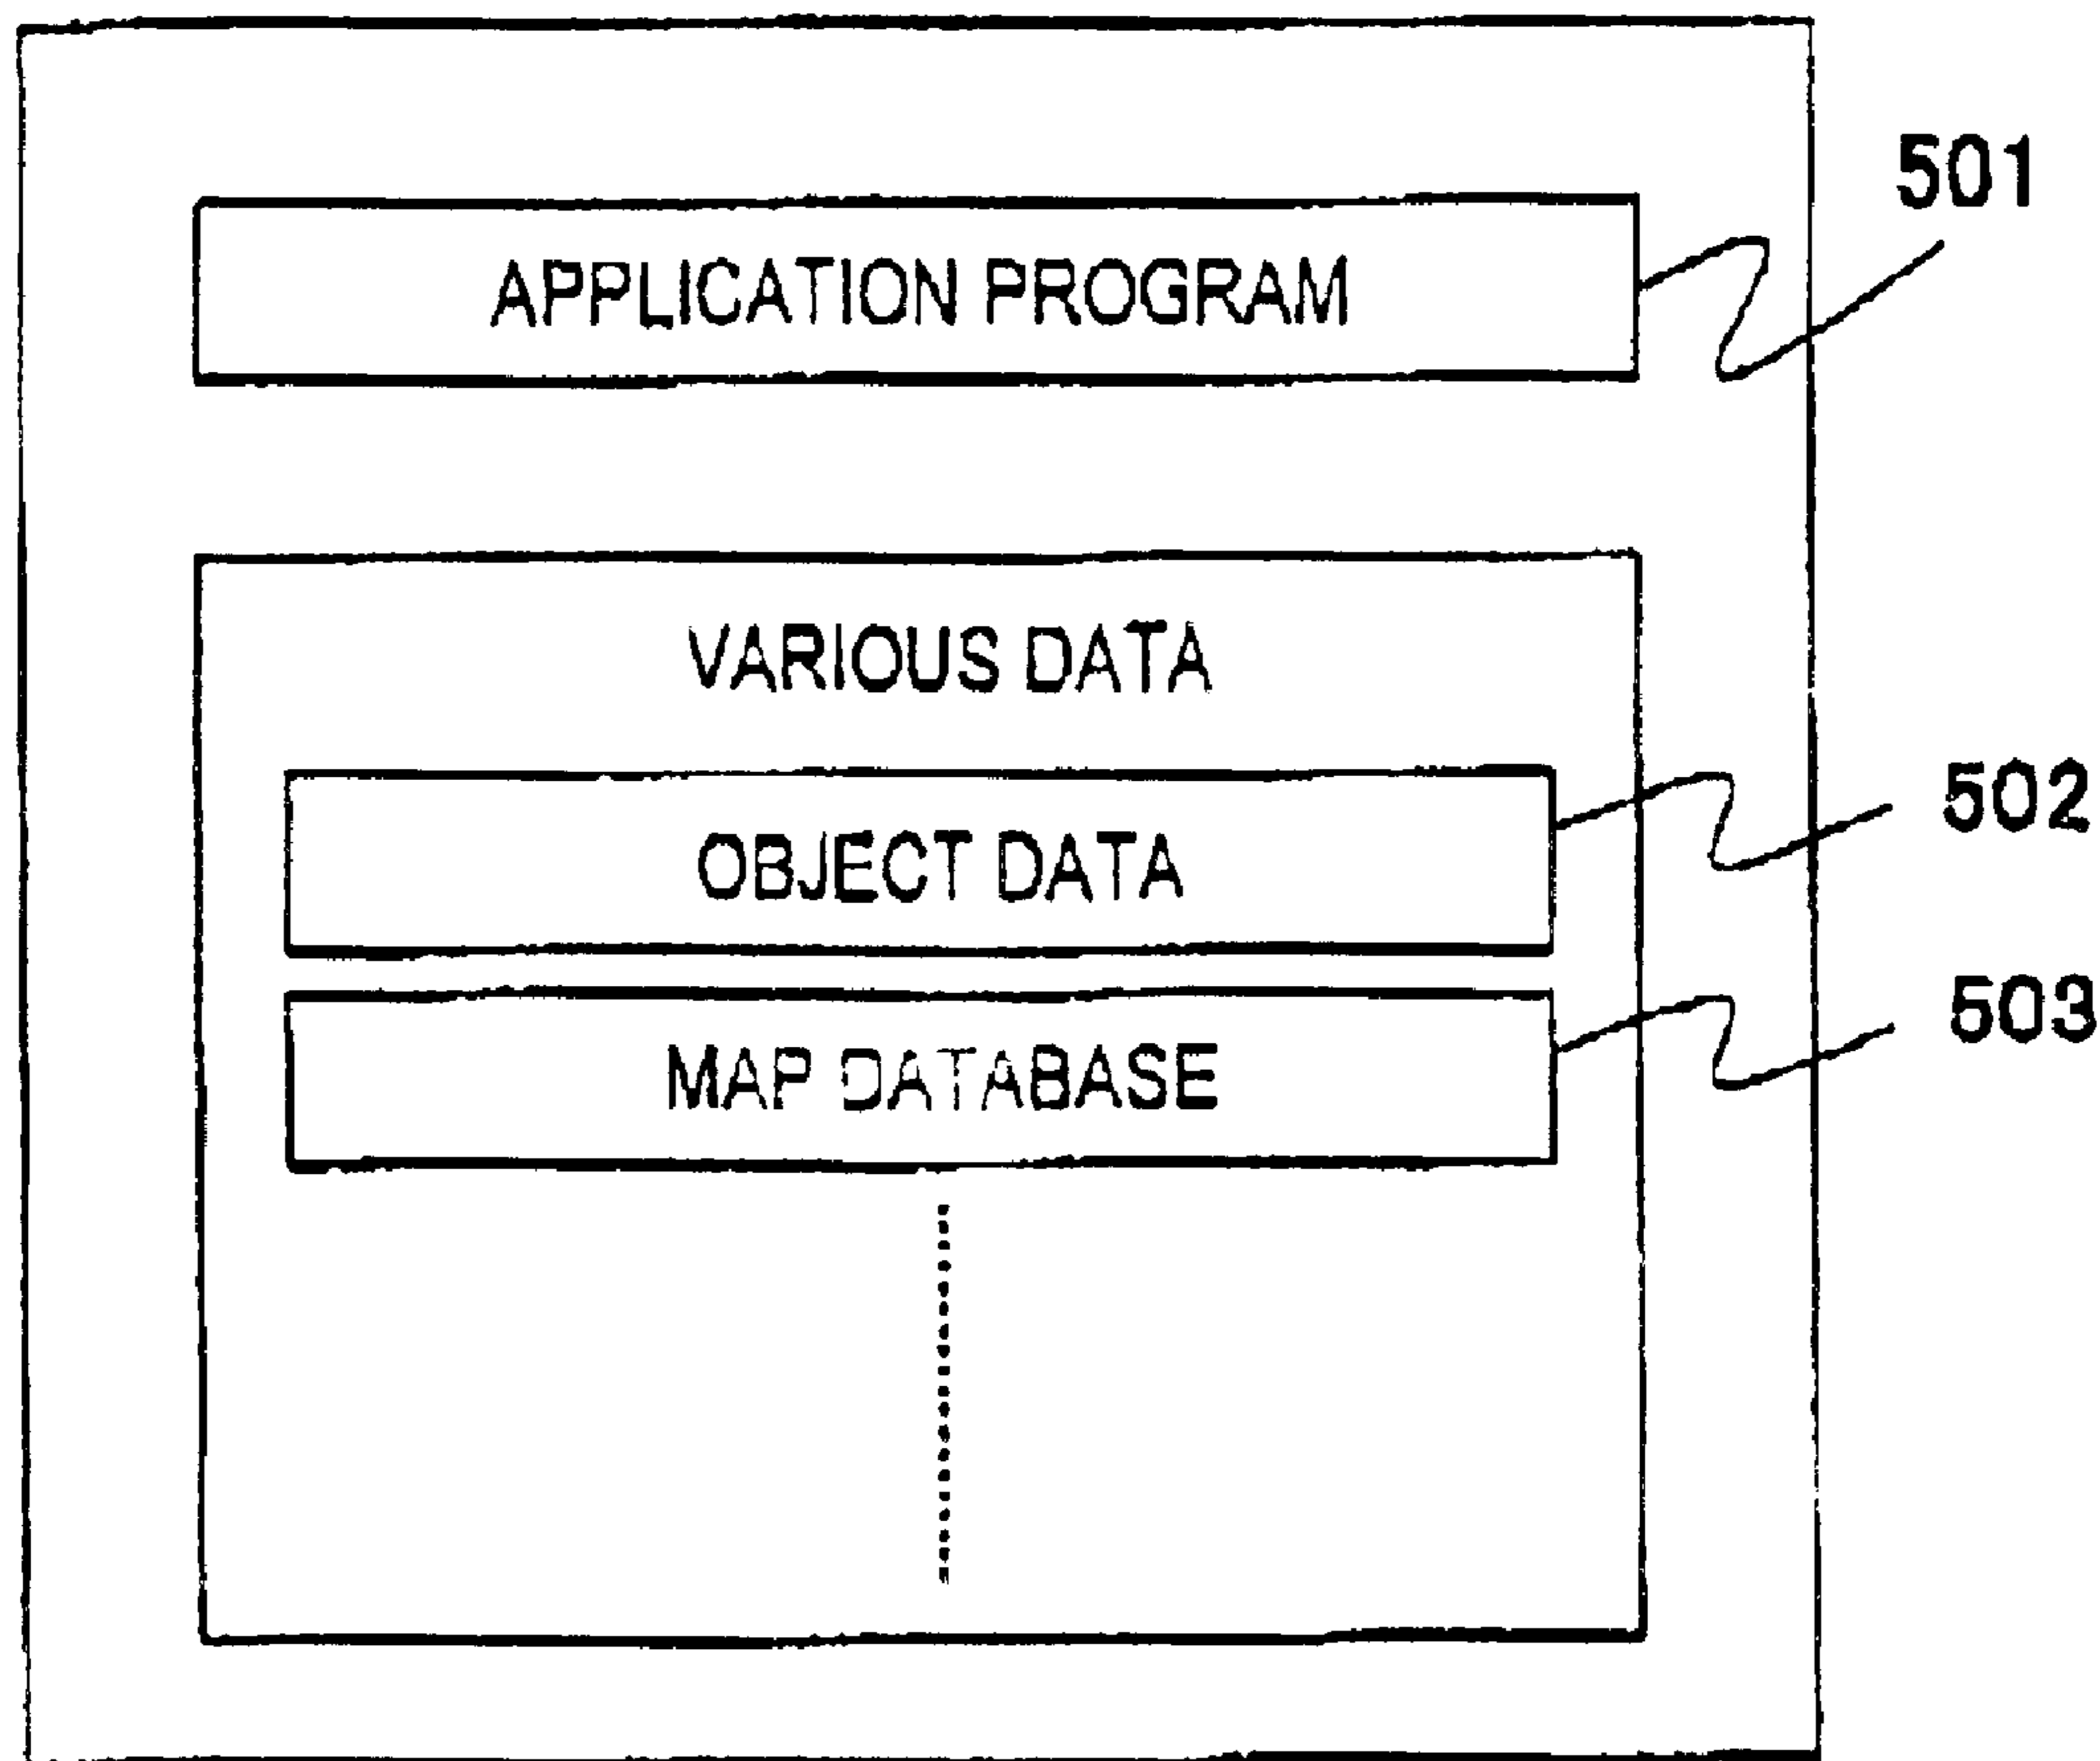 501
APPLICATION PROGRAM
VARIOUS DATA
502
OBJECT DATA
503
MAP DATABASE